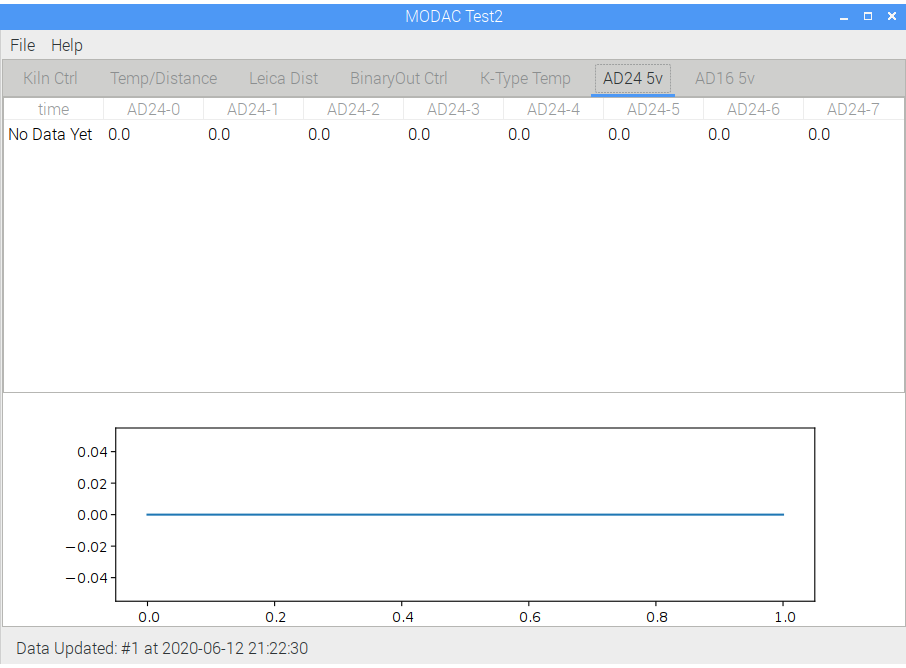 MODAC Test2
File Help
Kiln Ctrl Temp/Distance Leica Dist BinaryOut Ctrl K-Type Temp AD24 5v AD16 5v
time AD24-0 AD24-1 AD24-2 AD24-3 AD24-4 AD24-5 AD24-6 AD24-7
No Data Yet 0.0 0.0 0.0 0.0 0.0 0.0 0.0 0.0
0.04
0.02
0.00
−0.02
−0.04
0.0 0.2 0.4 0.6 0.8 1.0
Data Updated: #1 at 2020-06-12 21:22:30